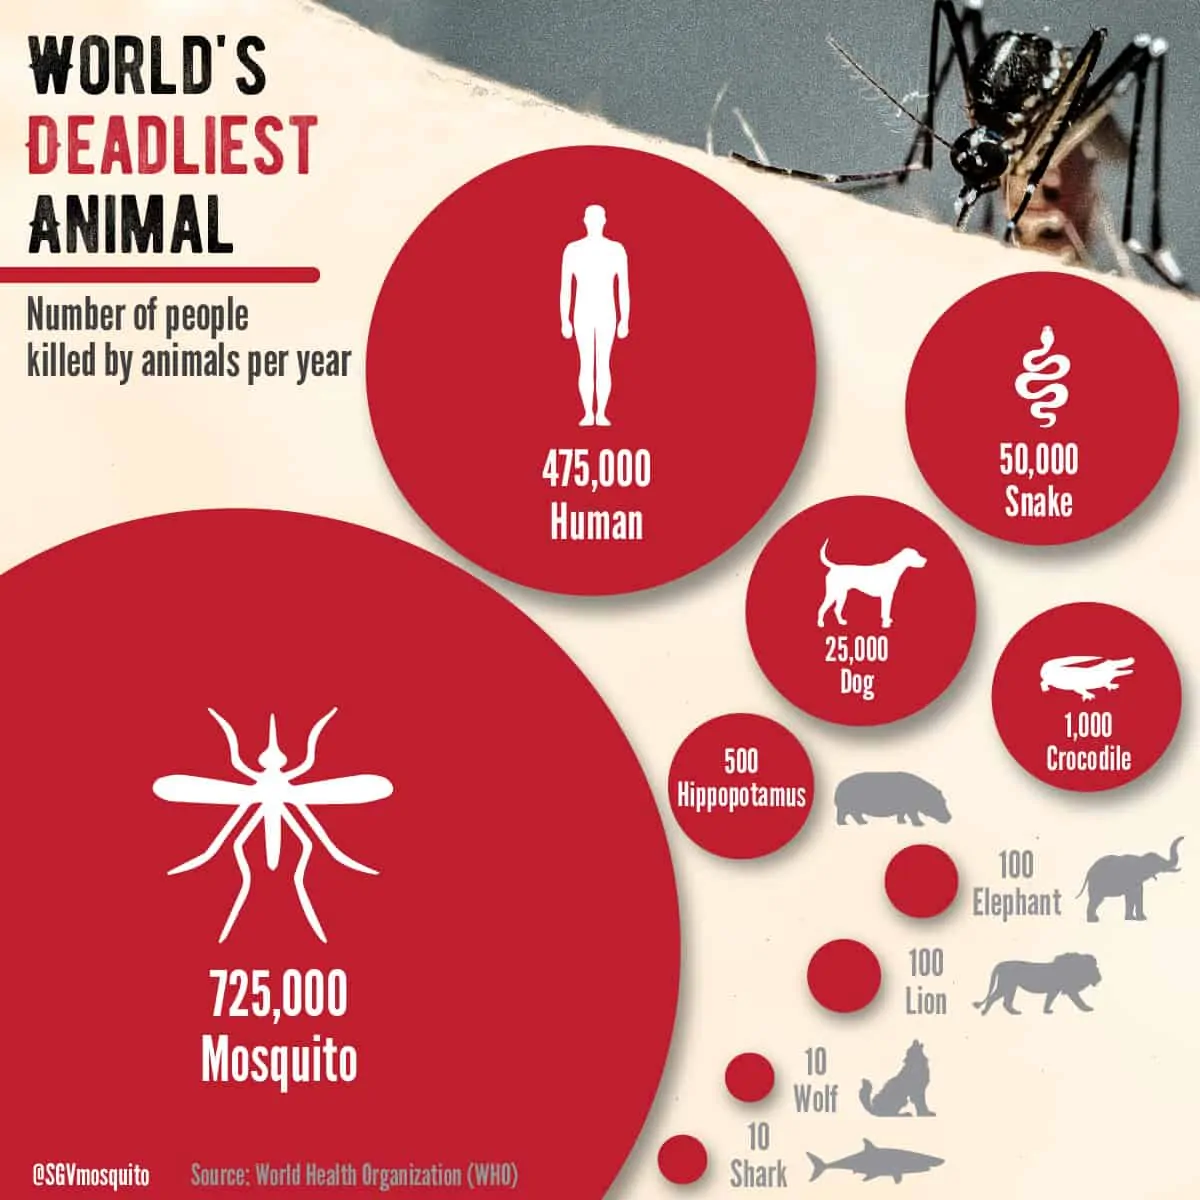 WORLD'S
DEADLIEST
ANIMAL
Number of people
killed by animals per year
475,000
Human
50,000
Snake
25,000
Dog
1,000
Crocodile
500
Hippopotamus
100
Elephant
100
Lion
10
Wolf
10
Shark
725,000
Mosquito
@SGVmosquito
Source: World Health Organization (WHO)